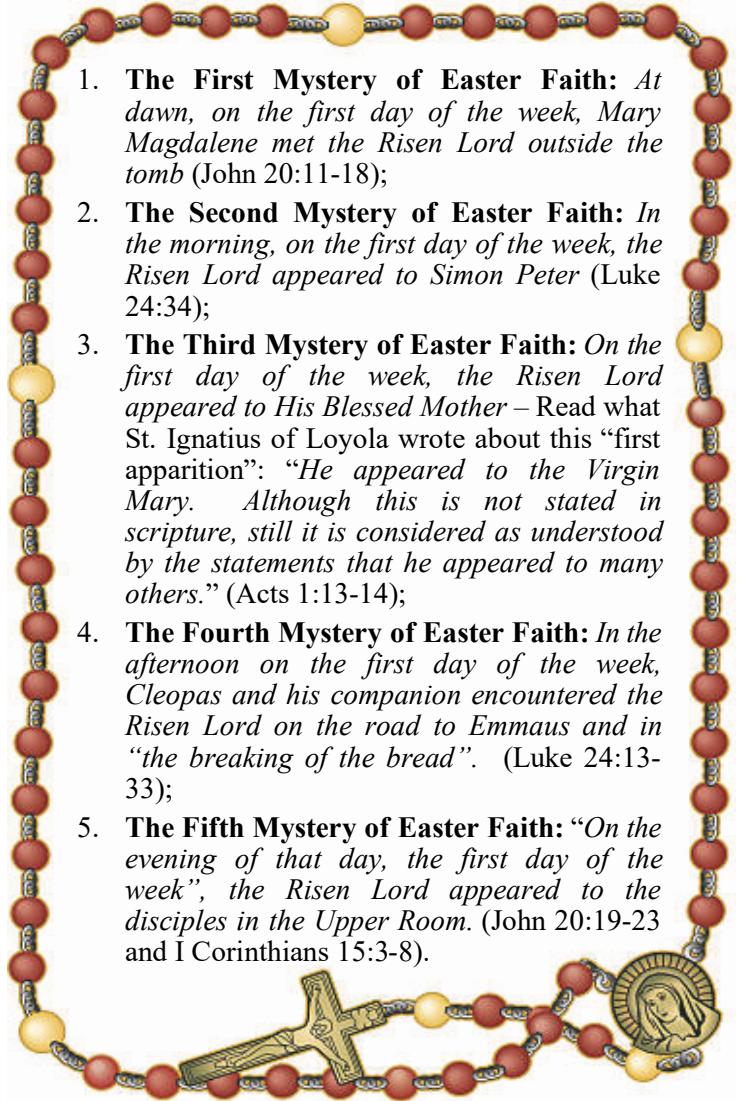 1. The First Mystery of Easter Faith: At
dawn, on the first day of the week, Mary
Magdalene met the Risen Lord outside the
tomb (John 20:11-18);
2. The Second Mystery of Easter Faith: In
the morning, on the first day of the week, the
Risen Lord appeared to Simon Peter (Luke
24:34);
3. The Third Mystery of Easter Faith: On the
first day of the week, the Risen Lord
appeared to His Blessed Mother – Read what
St. Ignatius of Loyola wrote about this “first
apparition”: “He appeared to the Virgin
Mary. Although this is not stated in
scripture, still it is considered as understood
by the statements that he appeared to many
others.” (Acts 1:13-14);
4. The Fourth Mystery of Easter Faith: In the
afternoon on the first day of the week,
Cleopas and his companion encountered the
Risen Lord on the road to Emmaus and in
“the breaking of the bread”. (Luke 24:13-
33);
5. The Fifth Mystery of Easter Faith: “On the
evening of that day, the first day of the
week”, the Risen Lord appeared to the
disciples in the Upper Room. (John 20:19-23
and I Corinthians 15:3-8).